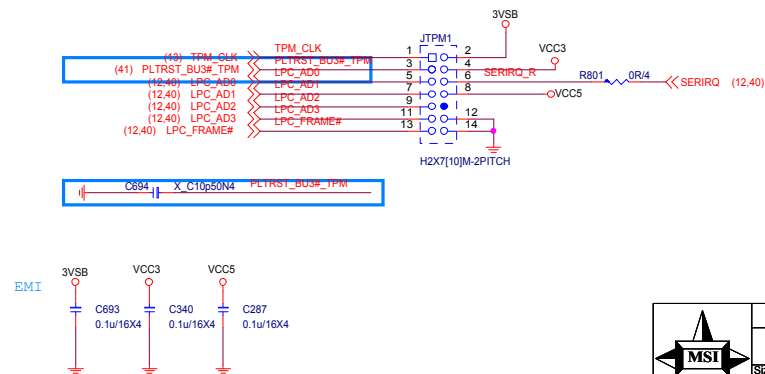 3VSB
JTPM1
VCC3
(13) TPM_CLK TPM_CLK 1 2
(41) PLTRST_BU3#_TPM PLTRST_BU3#_TPM 3 4
(12,40) LPC_AD0 LPC_AD0 5 6 SERIRQ_R R801 0R/4 SERIRQ (12,40)
(12,40) LPC_AD1 LPC_AD1 7 8 VCC5
(12,40) LPC_AD2 LPC_AD2 9
(12,40) LPC_AD3 LPC_AD3 11 12
(12,40) LPC_FRAME# LPC_FRAME# 13 14
H2X7[10]M-2PITCH
C694 X_C10p50N4 PLTRST_BU3#_TPM
EMI
3VSB VCC3 VCC5
C693 C340 C287
0.1u/16X4 0.1u/16X4 0.1u/16X4
MSI